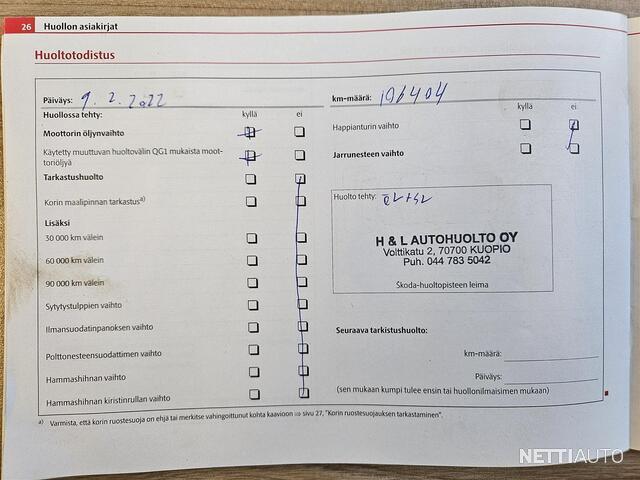 26 Huollon asiakirjat
Huoltotodistus
Päiväys: 9.2.2022
Huollossa tehty: kyllä ei
Moottorin öljynvaihto
Käytetty muuttuvan huoltovälin QG1 mukaista moot-
toriöljyä
Tarkastushuolto
Korin maalipinnan tarkastus a)
Lisäksi
30 000 km välein
60 000 km välein
90 000 km välein
Sytytystulppien vaihto
Ilmansuodatinpanoksen vaihto
Polttonesteensuodattimen vaihto
Hammashihnan vaihto
Hammashihnan kiristinrullan vaihto
km-määrä: 106404
kyllä ei
Happianturin vaihto
Jarrunesteen vaihto
Huolto tehty:
H & L AUTOHUOLTO OY
Volttikatu 2, 70700 KUOPIO
Puh. 044 783 5042
Škoda-huoltopisteen leima
Seuraava tarkistushuolto:
km-määrä:
Päiväys:
(sen mukaan kumpi tulee ensin tai huollonilmaisimen mukaan)
a) Varmista, että korin ruostesuoja on ehjä tai merkitse vahingoittunut kohta kaavioon ⇒ sivu 27, "Korin ruostesuojauksen tarkastaminen".
NETTIAUTO